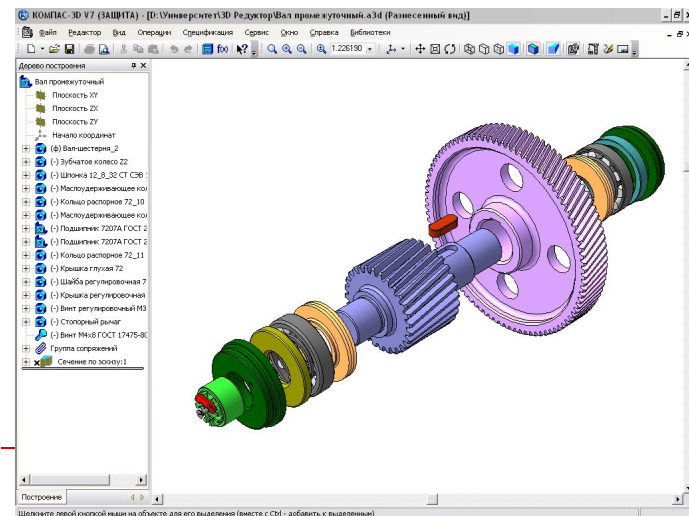 КОМПАС-3D V7 (ЗАЩИТА) - [D:\Университет\3D Редуктор\Вал промежуточный.a3d (Разнесенный вид)]
Файл Редактор Вид Операции Спецификация Сервис Окно Справка Библиотеки
f(x) 1.226190
Дерево построения
Вал промежуточный
Плоскость XY
Плоскость ZX
Плоскость ZY
Начало координат
(ф) Вал-шестерня_2
(-) Зубчатое колесо Z2
(-) Шпонка 12_8_32 СТ СЭВ
(-) Маслоудерживающее кол
(-) Кольцо распорное 72_10
(-) Маслоудерживающее кол
(-) Подшипник 7207А ГОСТ 2
(-) Подшипник 7207А ГОСТ 2
(-) Кольцо распорное 72_11
(-) Крышка глухая 72
(-) Шайба регулировочная 7
(-) Крышка регулировочная
(-) Винт регулировочный М3
(-) Стопорный рычаг
(-) Винт М4х8 ГОСТ 17475-80
Группа сопряжений
Сечение по эскизу:1
Построение
Щелкните левой кнопкой мыши на объекте для его выделения (вместе с Ctrl - добавить к выделенным)